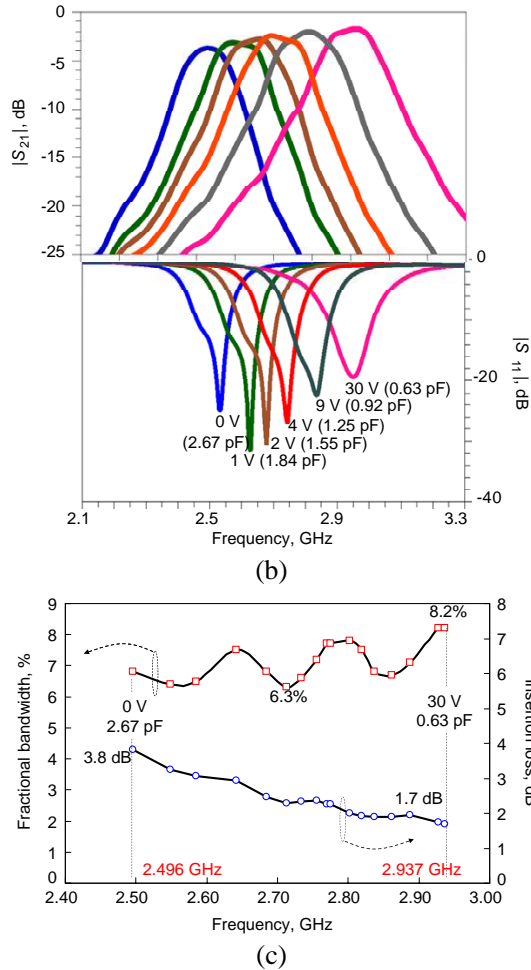 0
-5
-10
-15
-20
-25
|S21|, dB
0
-20
-40
|S11|, dB
0 V
(2.67 pF)
1 V (1.84 pF)
2 V (1.55 pF)
4 V (1.25 pF)
9 V (0.92 pF)
30 V (0.63 pF)
2.1 2.5 2.9 3.3
Frequency, GHz
(b)
9
8
7
6
5
4
3
2
1
0
Fractional bandwidth, %
8
7
6
5
4
3
2
1
0
Insertion loss, dB
8.2%
6.3%
0 V
2.67 pF
30 V
0.63 pF
3.8 dB
1.7 dB
2.496 GHz
2.937 GHz
2.40 2.50 2.60 2.70 2.80 2.90 3.00
Frequency, GHz
(c)